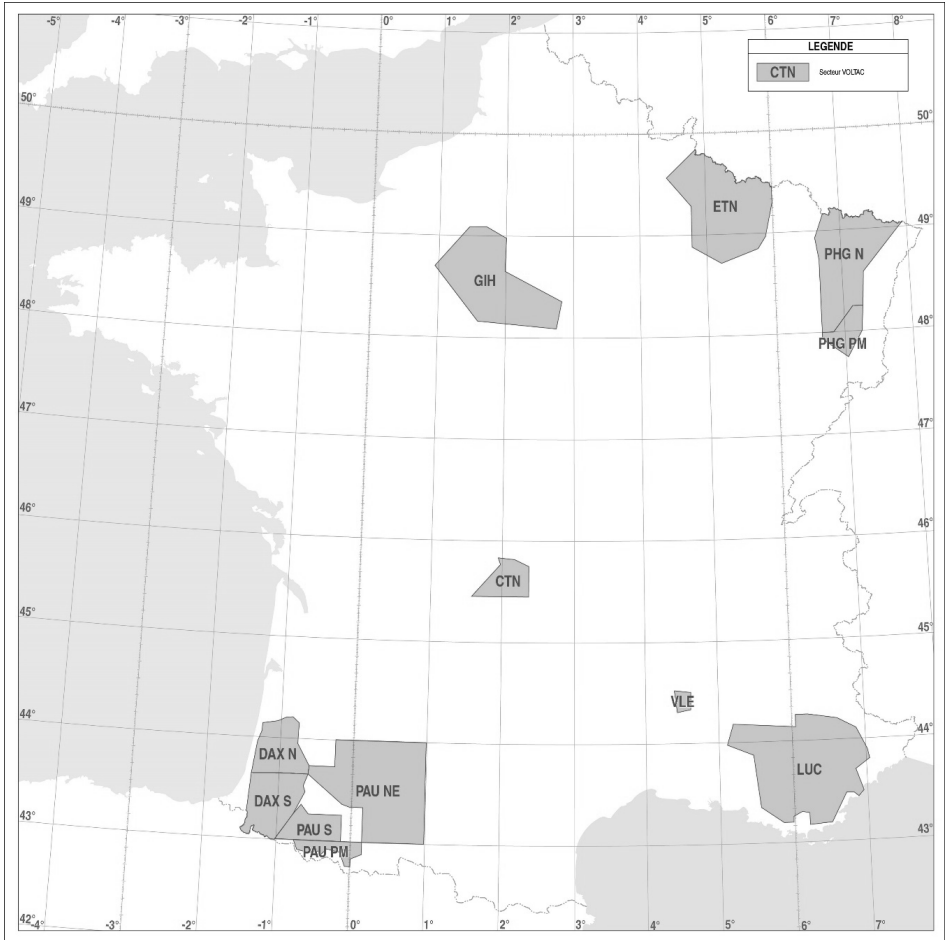 -5° -4° -3° -2° -1° 0° 1° 2° 3° 4° 5° 6° 7° 8°
LEGENDE
CTN Secteur VOLTAC
50° 50°
ETN
49° 49°
PHG N
GIH
48° 48°
PHG PM
47° 47°
46° 46°
CTN
45° 45°
VLE
44° 44°
DAX N
LUC
PAU NE
DAX S
43° 43°
PAU S
PAU PM
42° -4° -3° -2° -1° 0° 1° 2° 3° 4° 5° 6° 7°